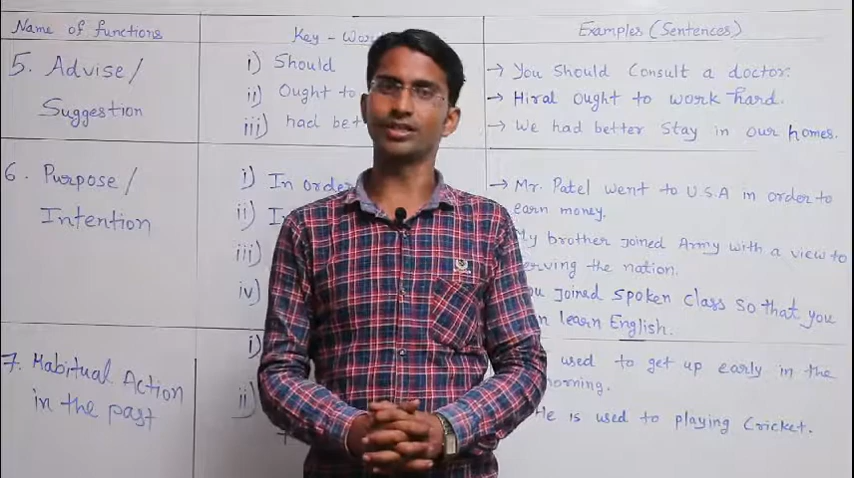 Name of functions
Key - Wor
Examples (Sentences)
5. Advise/
Suggestion
i) Should
ii) Ought to
iii) had bet
→ You Should Consult a doctor.
→ Hiral ought to work hard.
→ We had better stay in our homes.
6. Purpose/
Intention
i) In order
ii)
iii)
iv)
→ Mr. Patel went to U.S.A in order to
earn money.
My brother joined Army with a view to
serving the nation.
you joined spoken class so that you
learn English.
7. Habitual Action
in the past
i)
ii)
used to get up early in the
morning.
He is used to playing Cricket.